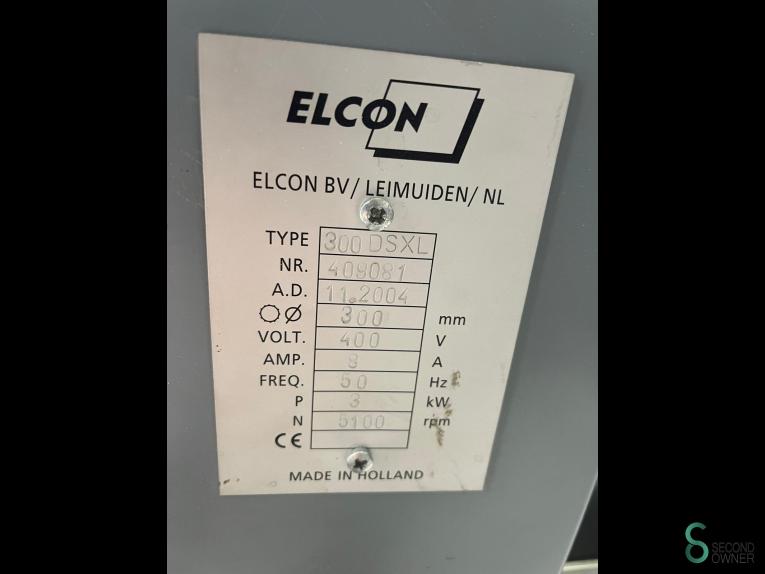 ELCON
ELCON BV/ LEIMUIDEN/ NL
TYPE 300 DSXL
NR. 409081
A.D. 11.2004
Ø 300 mm
VOLT. 400 V
AMP. 8 A
FREQ. 50 Hz
P 3 kW
N 5100 rpm
CE
MADE IN HOLLAND
SECOND
OWNER